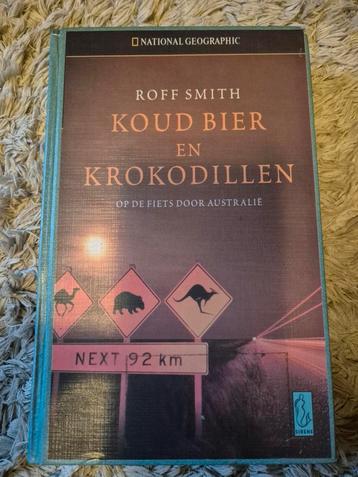 NATIONAL GEOGRAPHIC
ROFF SMITH
KOUD BIER
EN
KROKODILLEN
OP DE FIETS DOOR AUSTRALIË
NEXT 92 km
SIRENE